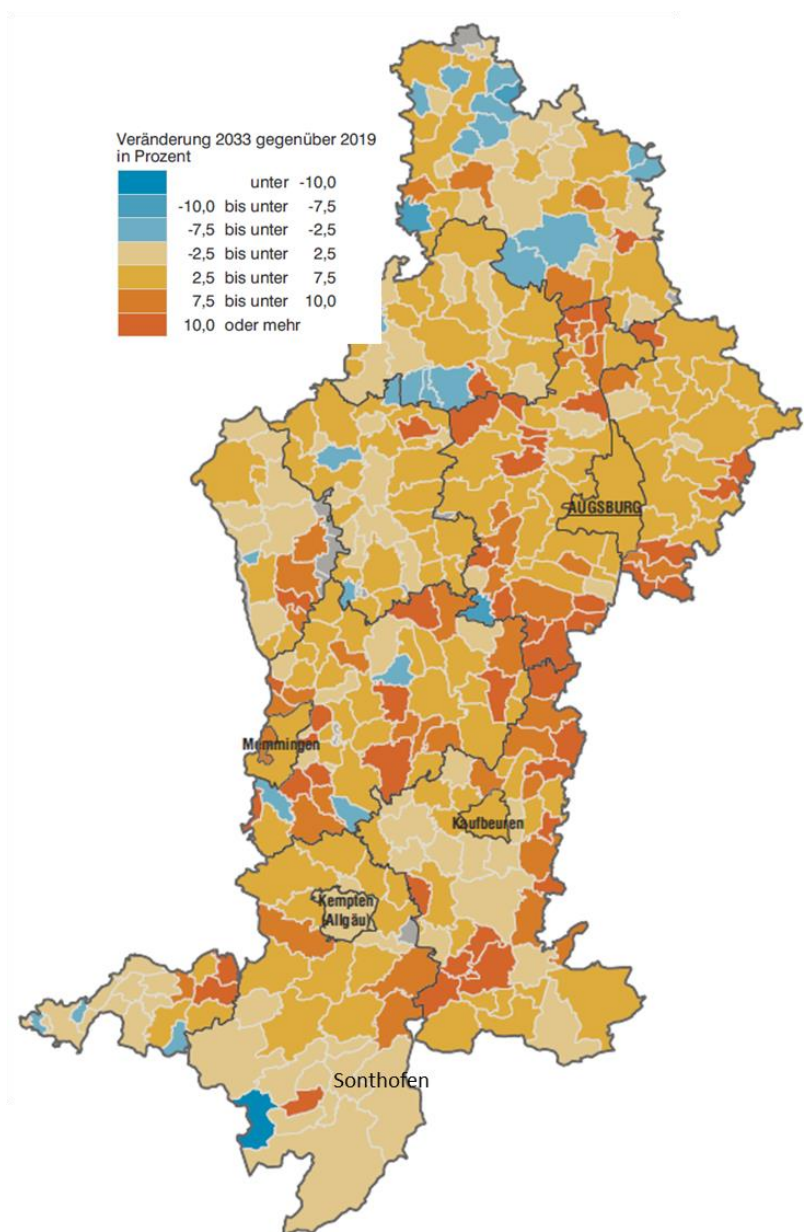 Veränderung 2033 gegenüber 2019
in Prozent
unter -10,0
-10,0 bis unter -7,5
-7,5 bis unter -2,5
-2,5 bis unter 2,5
2,5 bis unter 7,5
7,5 bis unter 10,0
10,0 oder mehr
AUGSBURG
Memmingen
Kaufbeuren
Kempten
(Allgäu)
Sonthofen